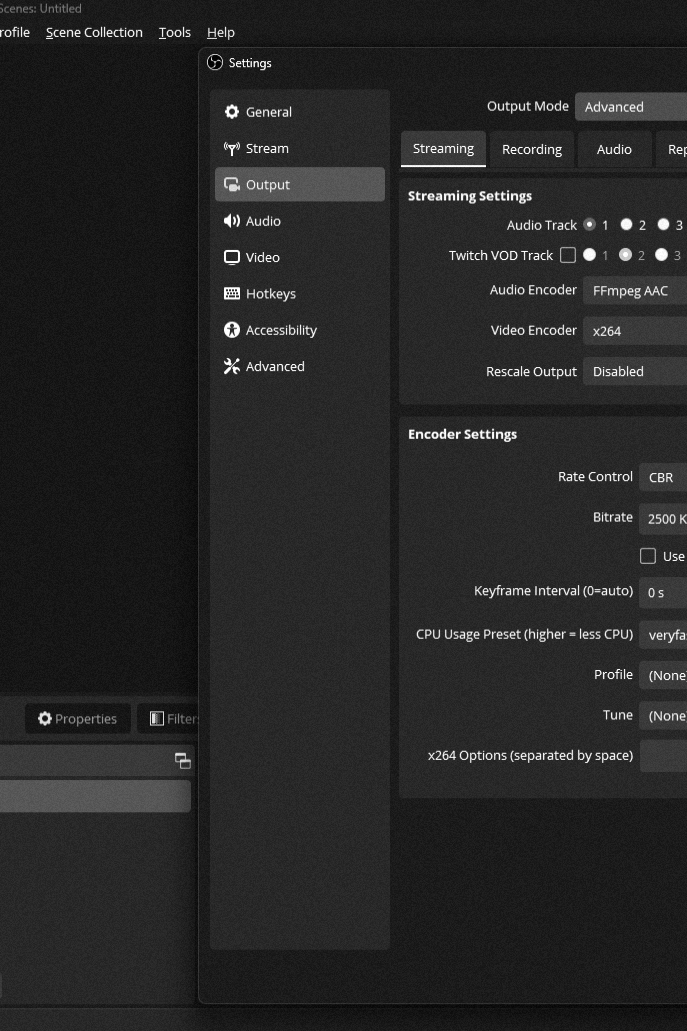 Scenes: Untitled
rofile Scene Collection Tools Help
Settings
General
Stream
Output
Audio
Video
Hotkeys
Accessibility
Advanced
Output Mode Advanced
Streaming Recording Audio Rep
Streaming Settings
Audio Track 1 2 3
Twitch VOD Track 1 2 3
Audio Encoder FFmpeg AAC
Video Encoder x264
Rescale Output Disabled
Encoder Settings
Rate Control CBR
Bitrate 2500 K
Use
Keyframe Interval (0=auto) 0 s
CPU Usage Preset (higher = less CPU) veryfa
Profile (None
Tune (None
x264 Options (separated by space)
Properties Filter